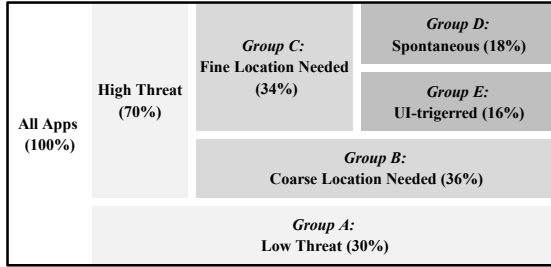 All Apps
(100%)
High Threat
(70%)
Group C:
Fine Location Needed
(34%)
Group D:
Spontaneous (18%)
Group E:
UI-trigerred (16%)
Group B:
Coarse Location Needed (36%)
Group A:
Low Threat (30%)